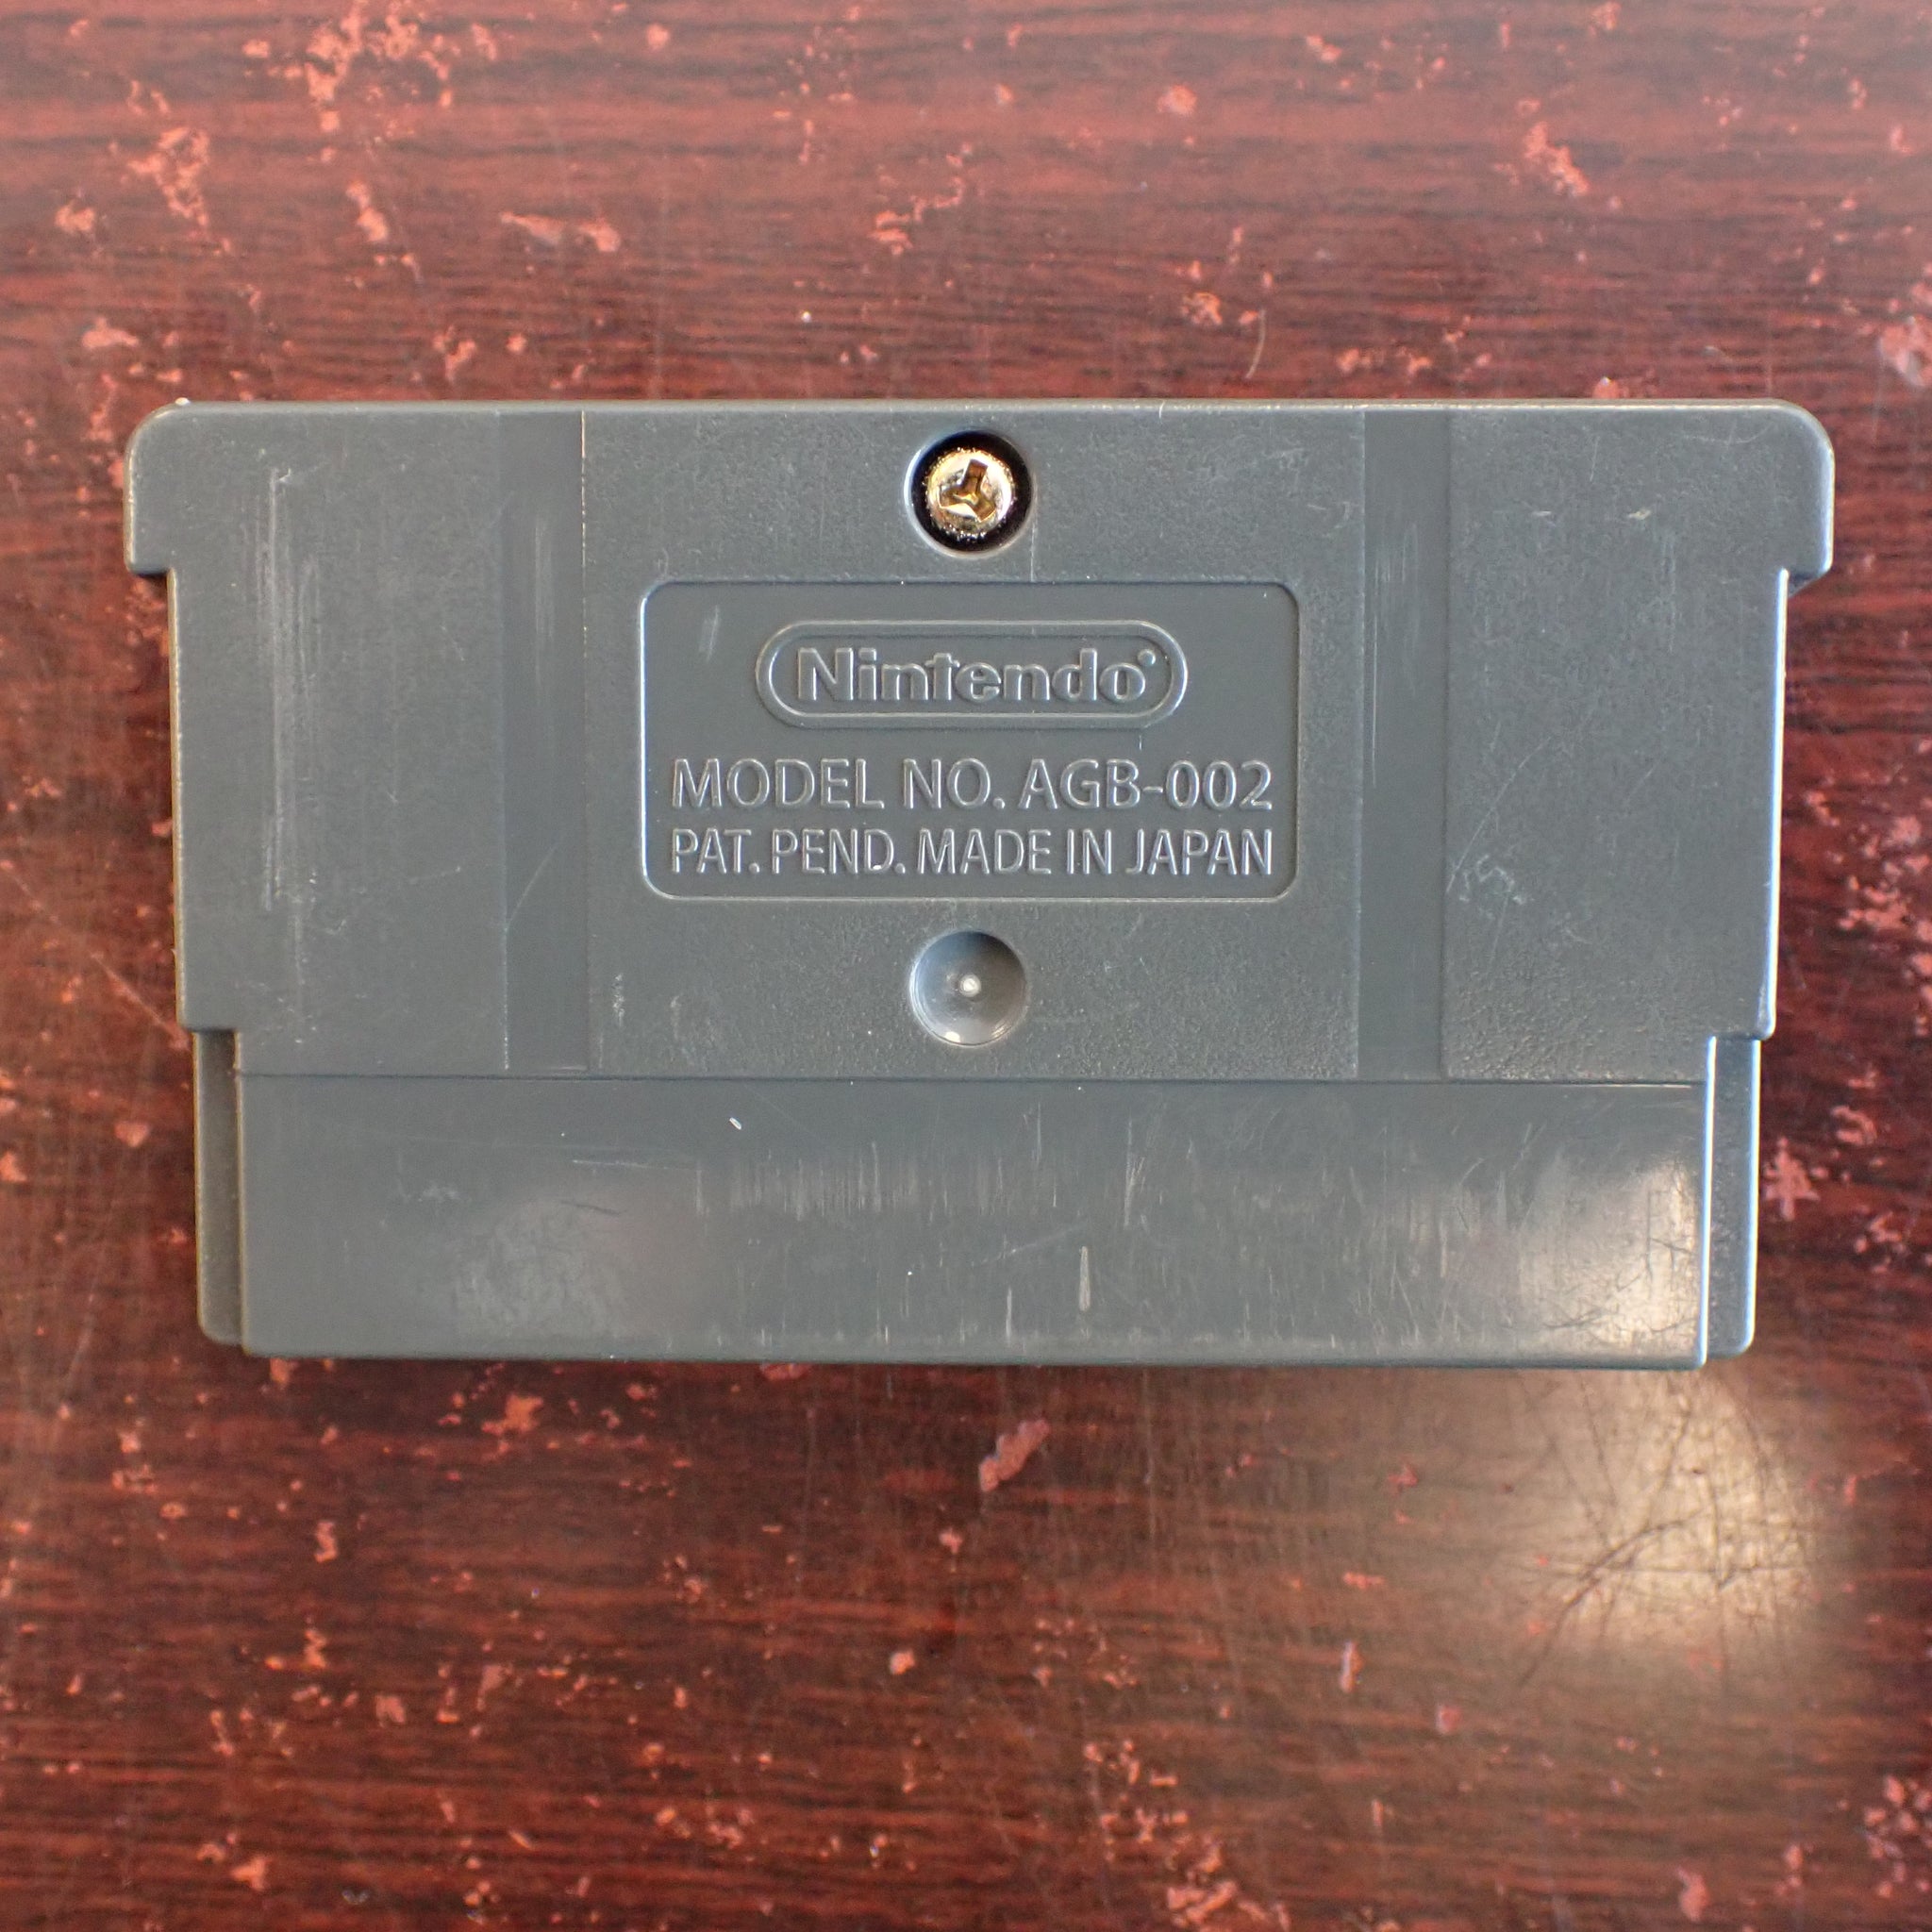 Nintendo
MODEL NO. AGB-002
PAT. PEND. MADE IN JAPAN